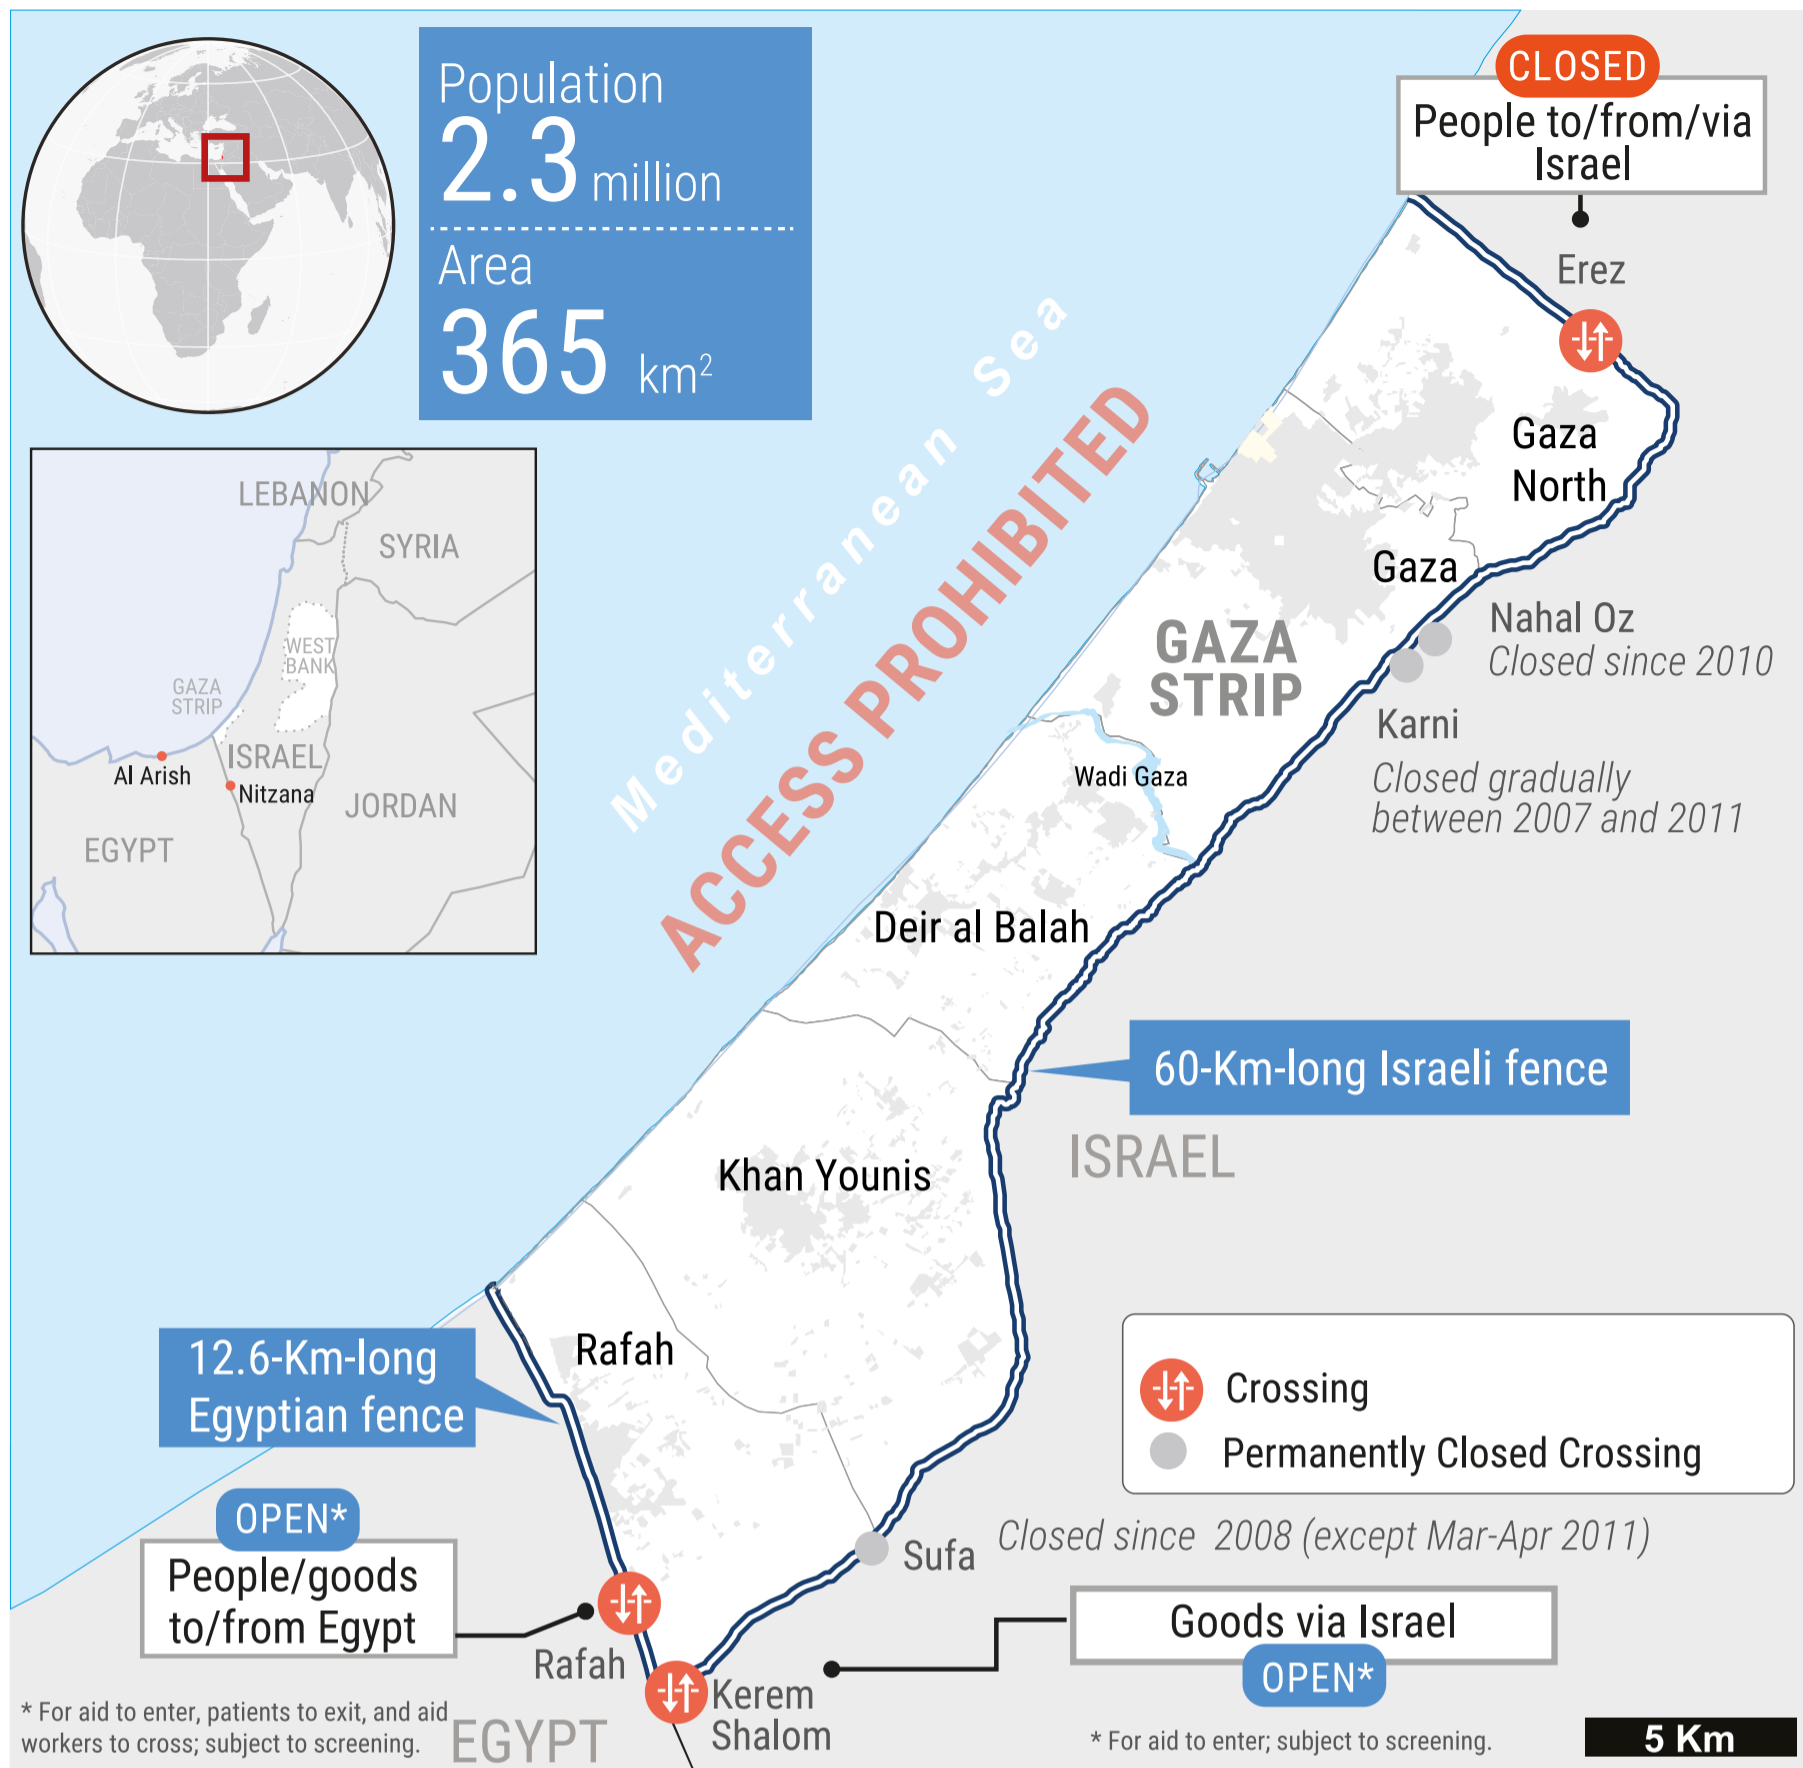 Population
2.3 million
Area
365 km²
CLOSED
People to/from/via
Israel
Erez
Gaza
North
Gaza
Nahal Oz
Closed since 2010
Karni
Closed gradually
between 2007 and 2011
GAZA
STRIP
Mediterranean Sea
ACCESS PROHIBITED
Wadi Gaza
LEBANON
SYRIA
WEST
BANK
GAZA
STRIP
ISRAEL
Al Arish
Nitzana
JORDAN
EGYPT
Deir al Balah
60-Km-long Israeli fence
ISRAEL
Khan Younis
Rafah
12.6-Km-long
Egyptian fence
Crossing
Permanently Closed Crossing
OPEN*
People/goods
to/from Egypt
Rafah
Sufa
Closed since 2008 (except Mar-Apr 2011)
Goods via Israel
OPEN*
Kerem
Shalom
EGYPT
* For aid to enter, patients to exit, and aid
workers to cross; subject to screening.
* For aid to enter; subject to screening.
5 Km